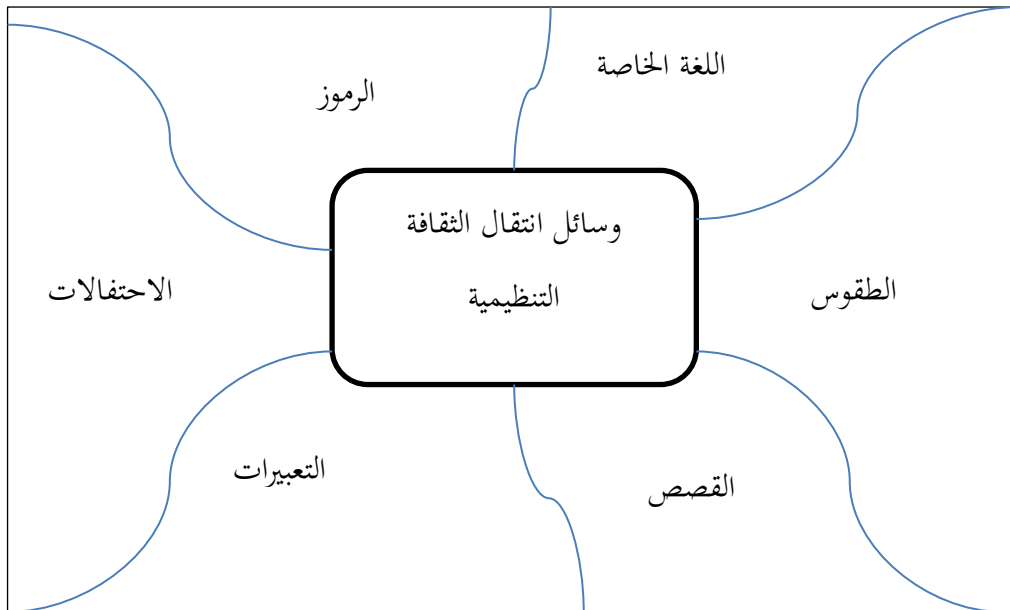 اللغة الخاصة
الرموز
وسائل انتقال الثقافة
التنظيمية
الطقوس
الاحتفالات
القصص
التعبيرات